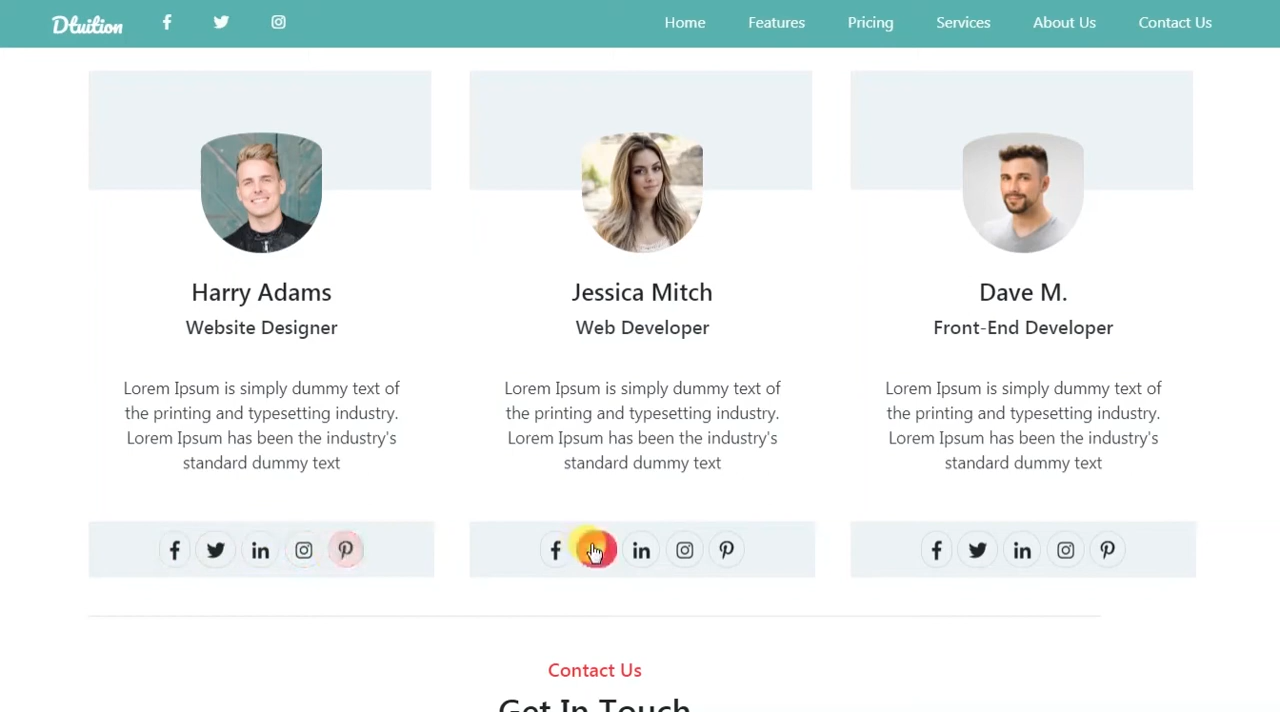 Dtuition
Home Features Pricing Services About Us Contact Us
Harry Adams
Website Designer
Lorem Ipsum is simply dummy text of
the printing and typesetting industry.
Lorem Ipsum has been the industry's
standard dummy text
Jessica Mitch
Web Developer
Lorem Ipsum is simply dummy text of
the printing and typesetting industry.
Lorem Ipsum has been the industry's
standard dummy text
Dave M.
Front-End Developer
Lorem Ipsum is simply dummy text of
the printing and typesetting industry.
Lorem Ipsum has been the industry's
standard dummy text
Contact Us
Get In Touch